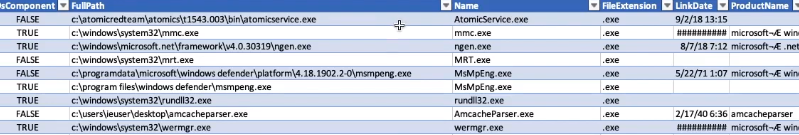 sComponent FullPath Name FileExtension LinkDate ProductName
FALSE c:\atomicredteam\atomics\t1543.003\bin\atomicservice.exe AtomicService.exe .exe 9/2/18 13:15
TRUE c:\windows\system32\mmc.exe mmc.exe .exe ########## microsoft¬Æ win
TRUE c:\windows\microsoft.net\framework\v4.0.30319\ngen.exe ngen.exe .exe 8/7/18 7:12 microsoft¬Æ .net
FALSE c:\windows\system32\mrt.exe MRT.exe .exe
FALSE c:\programdata\microsoft\windows defender\platform\4.18.1902.2-0\msmpeng.exe MsMpEng.exe .exe 5/22/71 1:07 microsoft¬Æ win
TRUE c:\program files\windows defender\msmpeng.exe MsMpEng.exe .exe
TRUE c:\windows\system32\rundll32.exe rundll32.exe .exe
FALSE c:\users\ieuser\desktop\amcacheparser.exe AmcacheParser.exe .exe 2/17/40 6:36 amcacheparser
TRUE c:\windows\system32\wermgr.exe wermgr.exe .exe ########## microsoft¬Æ win